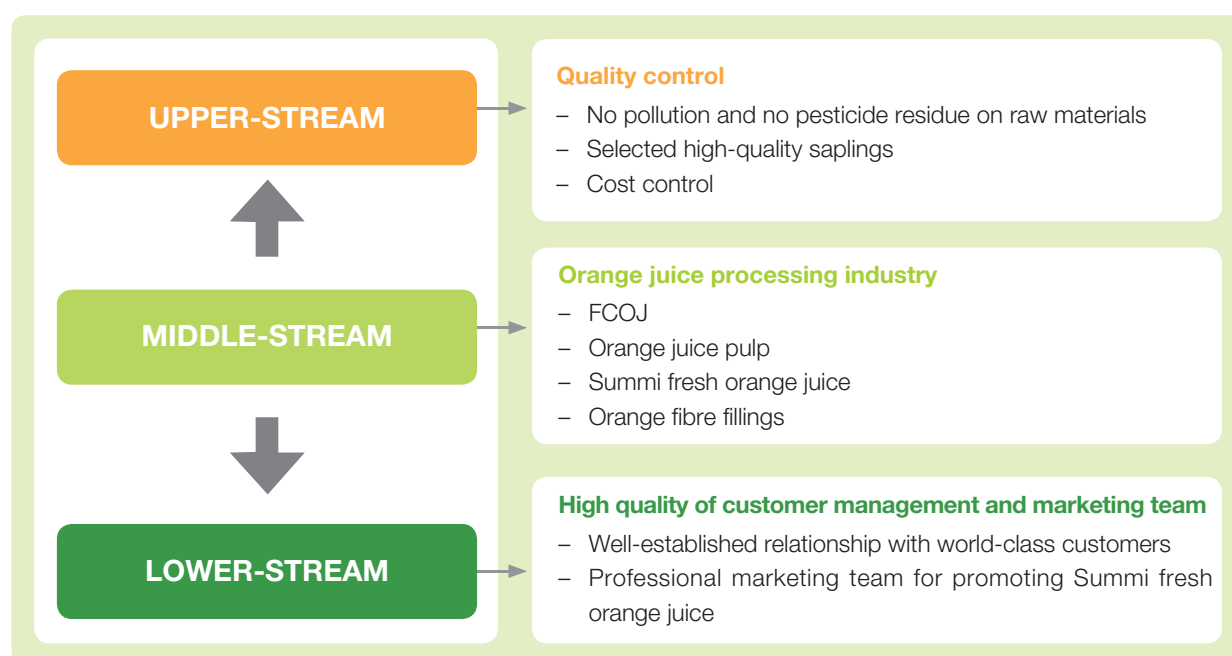 UPPER-STREAM
Quality control
– No pollution and no pesticide residue on raw materials
– Selected high-quality saplings
– Cost control
MIDDLE-STREAM
Orange juice processing industry
– FCOJ
– Orange juice pulp
– Summi fresh orange juice
– Orange fibre fillings
LOWER-STREAM
High quality of customer management and marketing team
– Well-established relationship with world-class customers
– Professional marketing team for promoting Summi fresh
orange juice